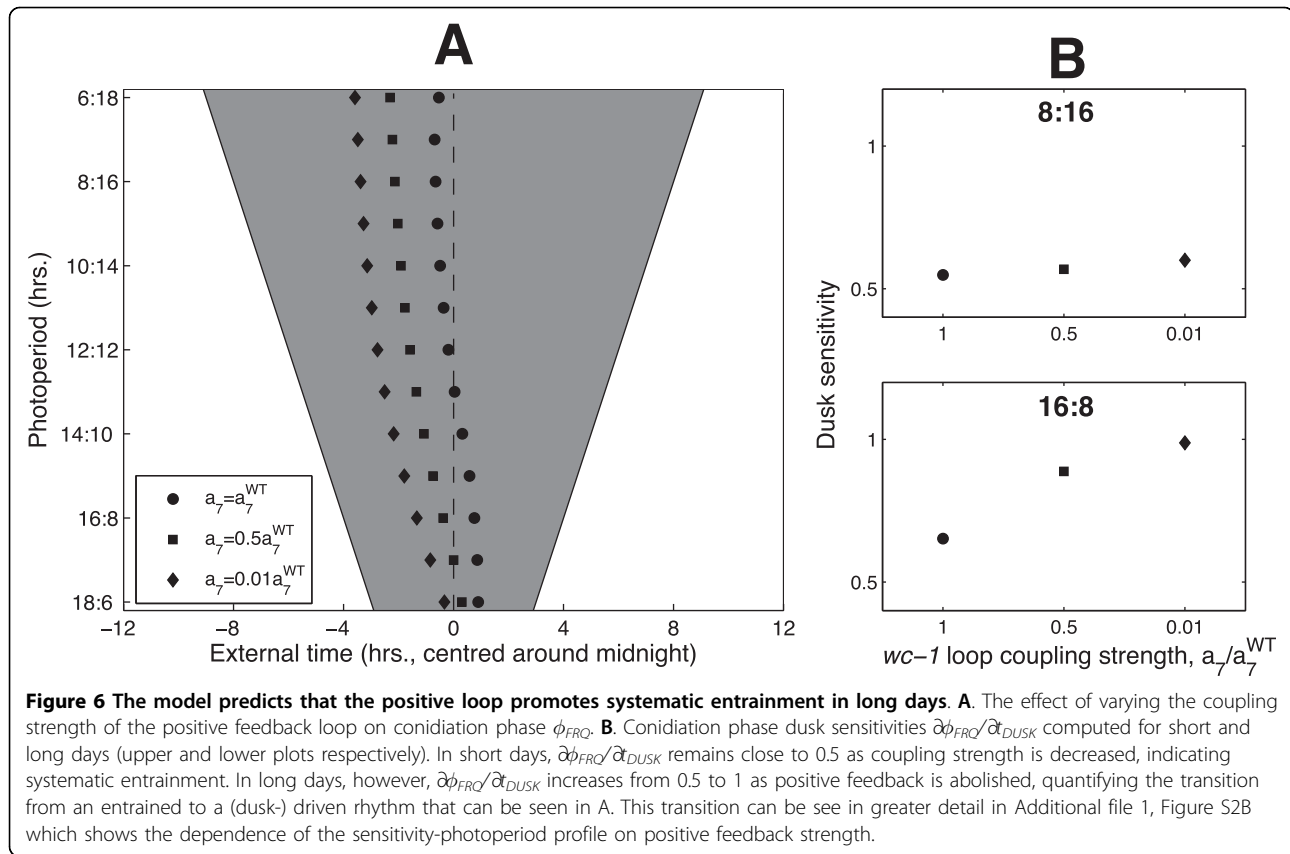 A
6:18
8:16
10:14
12:12
14:10
16:8
18:6
Photoperiod (hrs.)
a₇=a₇ᵂᵀ
a₇=0.5a₇ᵂᵀ
a₇=0.01a₇ᵂᵀ
−12 −8 −4 0 4 8 12
External time (hrs., centred around midnight)
B
8:16
1
0.5
1 0.5 0.01
Dusk sensitivity
16:8
1
0.5
1 0.5 0.01
wc−1 loop coupling strength, a₇/a₇ᵂᵀ
Figure 6 The model predicts that the positive loop promotes systematic entrainment in long days. A. The effect of varying the coupling
strength of the positive feedback loop on conidiation phase ϕFRQ. B. Conidiation phase dusk sensitivities ∂ϕFRQ/∂tDUSK computed for short and
long days (upper and lower plots respectively). In short days, ∂ϕFRQ/∂tDUSK remains close to 0.5 as coupling strength is decreased, indicating
systematic entrainment. In long days, however, ∂ϕFRQ/∂tDUSK increases from 0.5 to 1 as positive feedback is abolished, quantifying the transition
from an entrained to a (dusk-) driven rhythm that can be seen in A. This transition can be see in greater detail in Additional file 1, Figure S2B
which shows the dependence of the sensitivity-photoperiod profile on positive feedback strength.